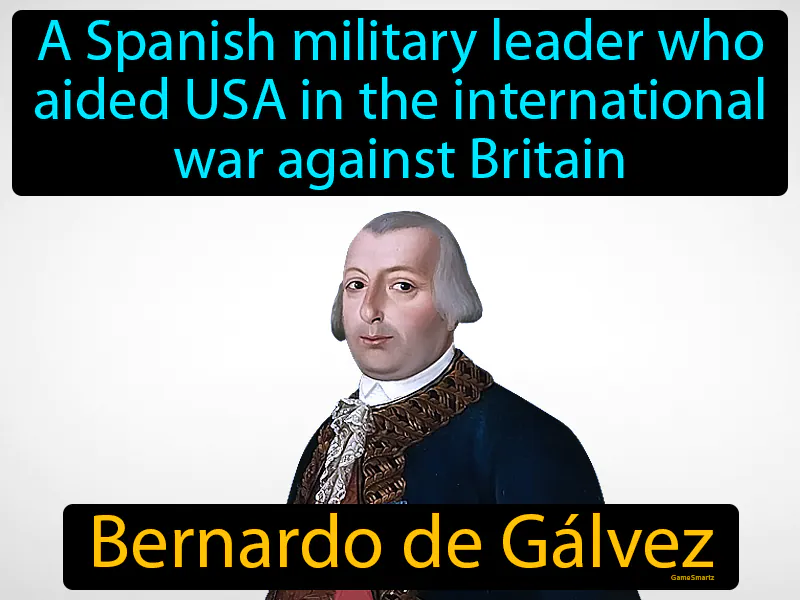 A Spanish military leader who
aided USA in the international
war against Britain
Bernardo de Gálvez
GameSmartz